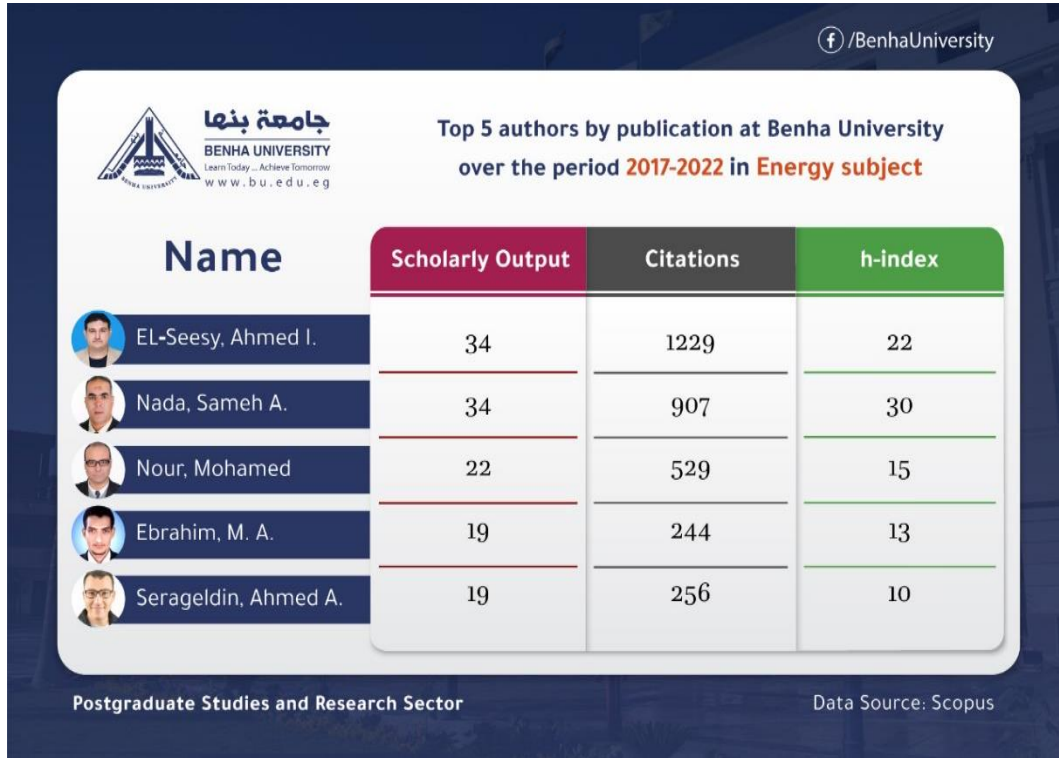 /BenhaUniversity
جامعة بنها
BENHA UNIVERSITY
Learn Today ... Achieve Tomorrow
www.bu.edu.eg
BENHA UNIVERSITY
Top 5 authors by publication at Benha University
over the period 2017-2022 in Energy subject
Name Scholarly Output Citations h-index
EL-Seesy, Ahmed I. 34 1229 22
Nada, Sameh A. 34 907 30
Nour, Mohamed 22 529 15
Ebrahim, M. A. 19 244 13
Serageldin, Ahmed A. 19 256 10
Postgraduate Studies and Research Sector
Data Source: Scopus